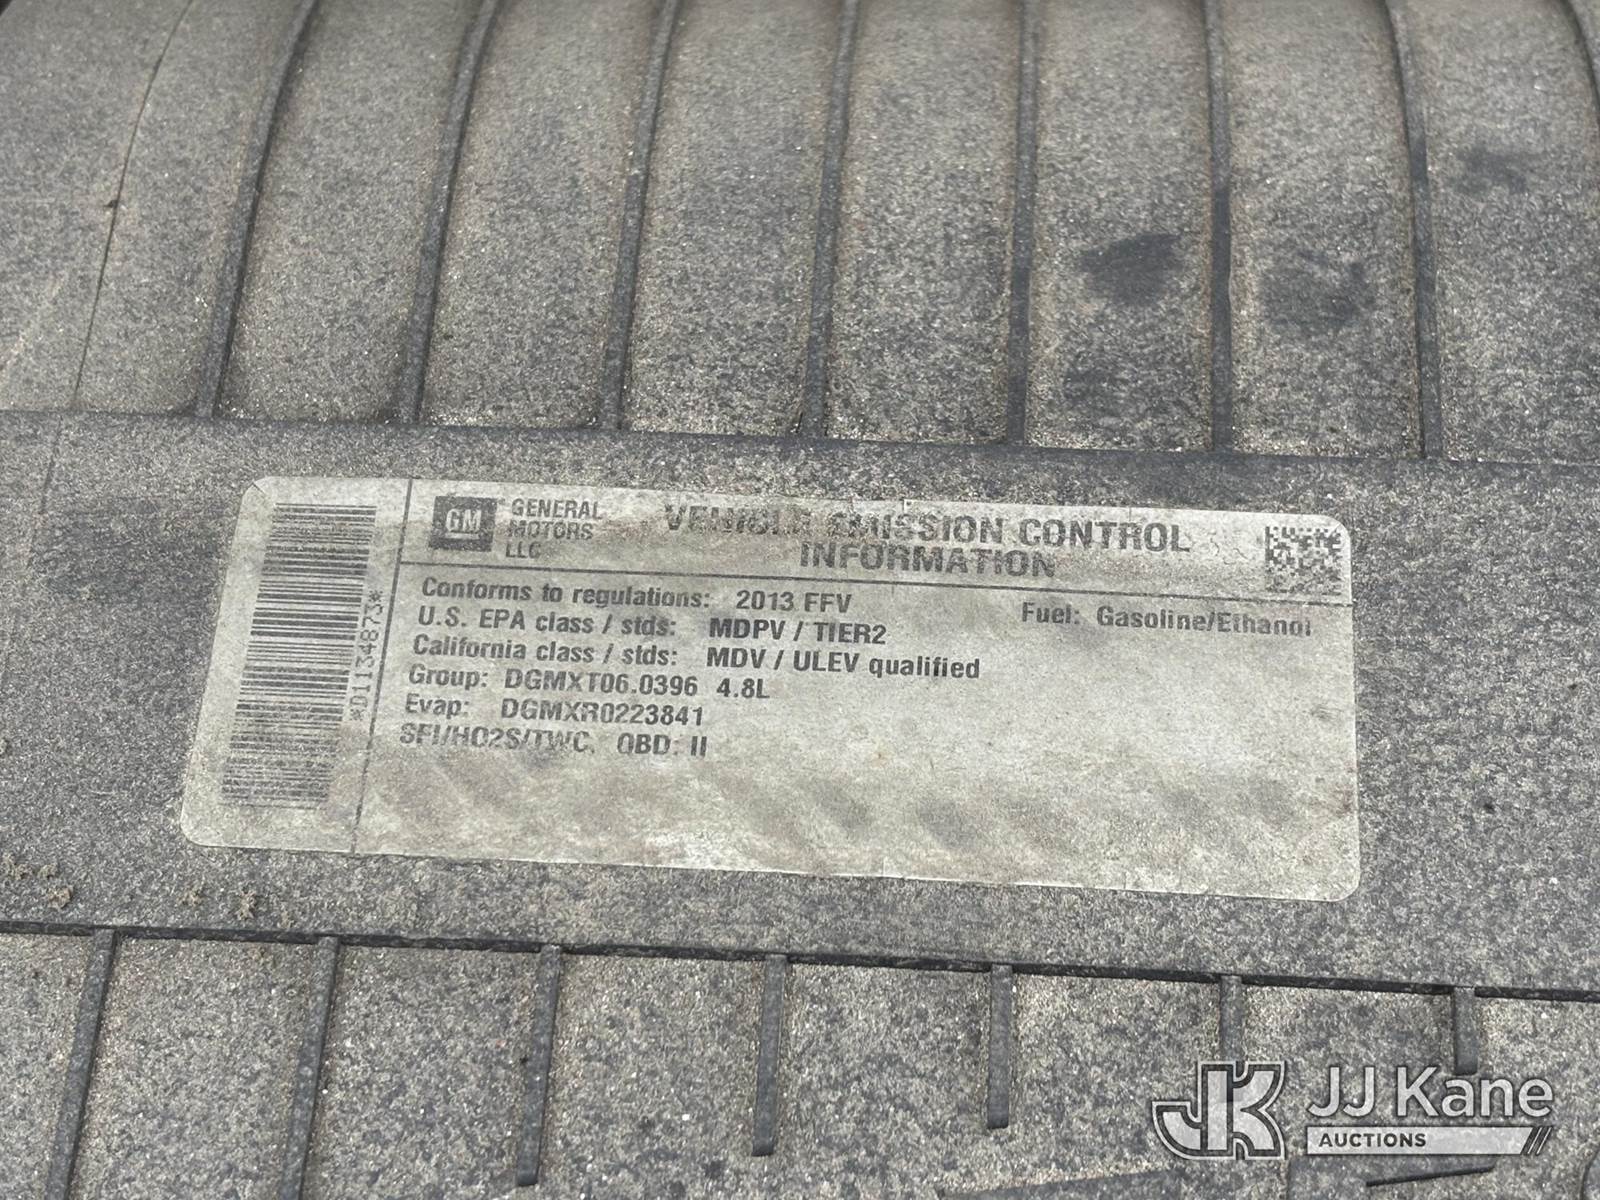 GM
GENERAL
MOTORS
LLC
VEHICLE EMISSION CONTROL
INFORMATION
Conforms to regulations: 2013 FFV
Fuel: Gasoline/Ethanol
U.S. EPA class / stds: MDPV / TIER2
California class / stds: MDV / ULEV qualified
Group: DGMXT06.0396 4.8L
Evap: DGMXR0223841
SFI/HO2S/TWC. OBD: II
*D1134873*
JK JJ Kane
AUCTIONS